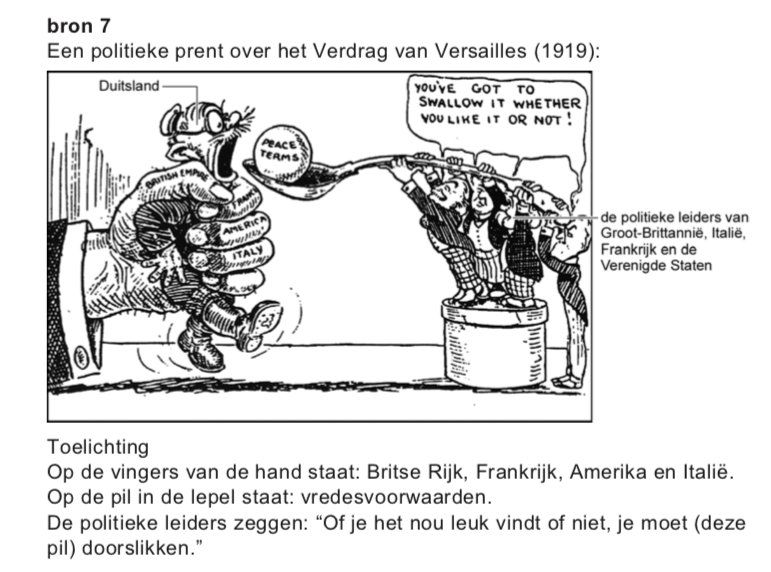 bron 7
Een politieke prent over het Verdrag van Versailles (1919):
Duitsland
YOU'VE GOT TO
SWALLOW IT WHETHER
YOU LIKE IT OR NOT!
PEACE
TERMS
BRITISH EMPIRE
FRANCE
AMERICA
ITALY
de politieke leiders van
Groot-Brittannië, Italië,
Frankrijk en de
Verenigde Staten
Toelichting
Op de vingers van de hand staat: Britse Rijk, Frankrijk, Amerika en Italië.
Op de pil in de lepel staat: vredesvoorwaarden.
De politieke leiders zeggen: “Of je het nou leuk vindt of niet, je moet (deze
pil) doorslikken.”